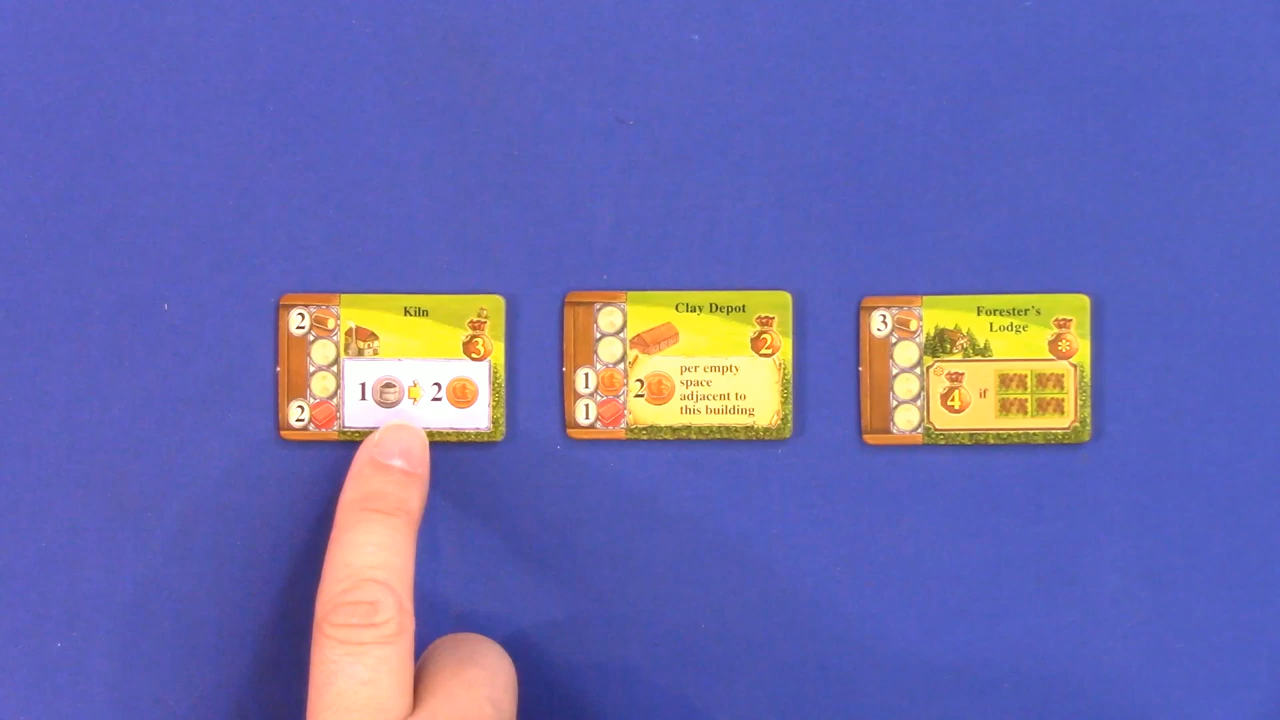 Kiln
2
3
1 2
2
Clay Depot
2
per empty
2 space
1 adjacent to
1 this building
Forester's
Lodge
3
4 if